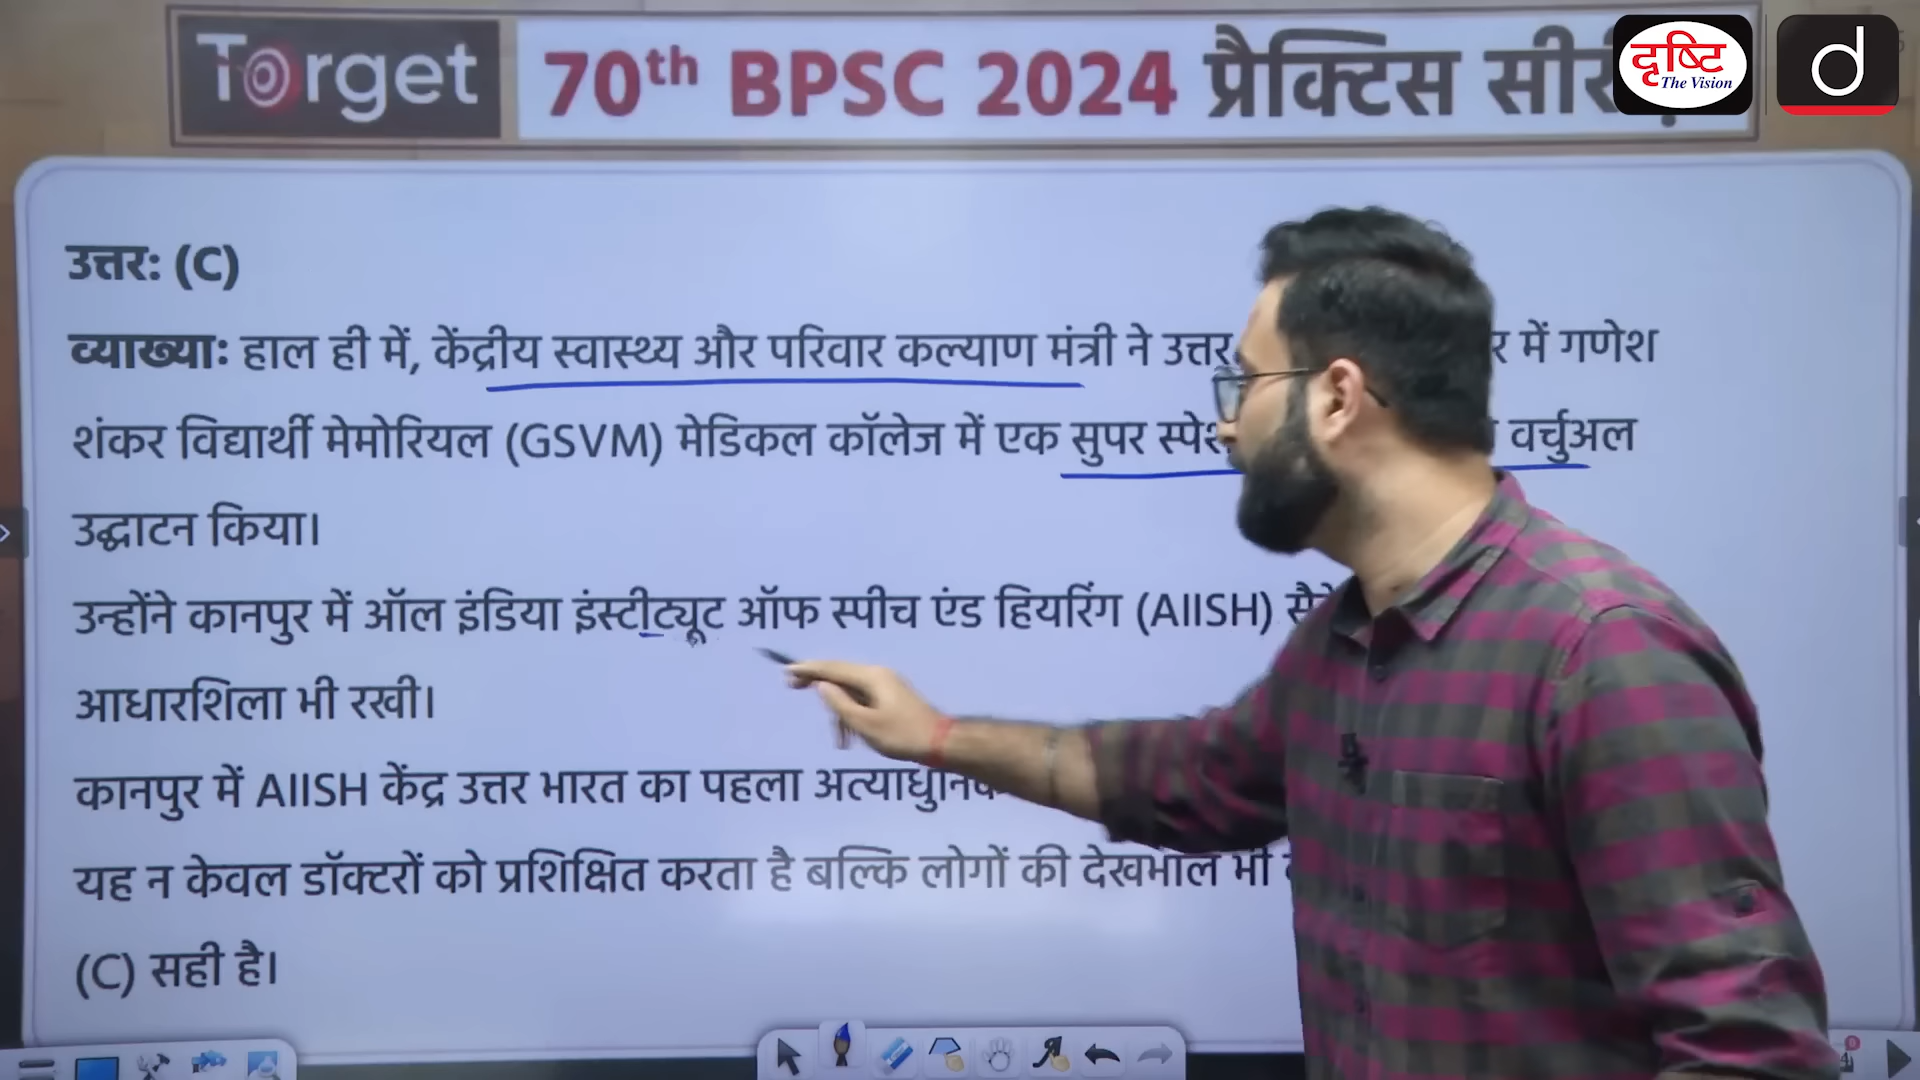 Target
70th BPSC 2024 प्रैक्टिस
दृष्टि
The Vision
d
उत्तर: (C)
व्याख्या: हाल ही में, केंद्रीय स्वास्थ्य और परिवार कल्याण मंत्री ने उत्तर में गणेश
शंकर विद्यार्थी मेमोरियल (GSVM) मेडिकल कॉलेज में एक सुपर वर्चुअल
उद्घाटन किया।
उन्होंने कानपुर में ऑल इंडिया इंस्टीट्यूट ऑफ स्पीच एंड हियरिंग (AIISH)
आधारशिला भी रखी।
कानपुर में AIISH केंद्र उत्तर भारत का पहला
यह न केवल डॉक्टरों को प्रशिक्षित करता है बल्कि लोगों की देखभाल भी
(C) सही है।